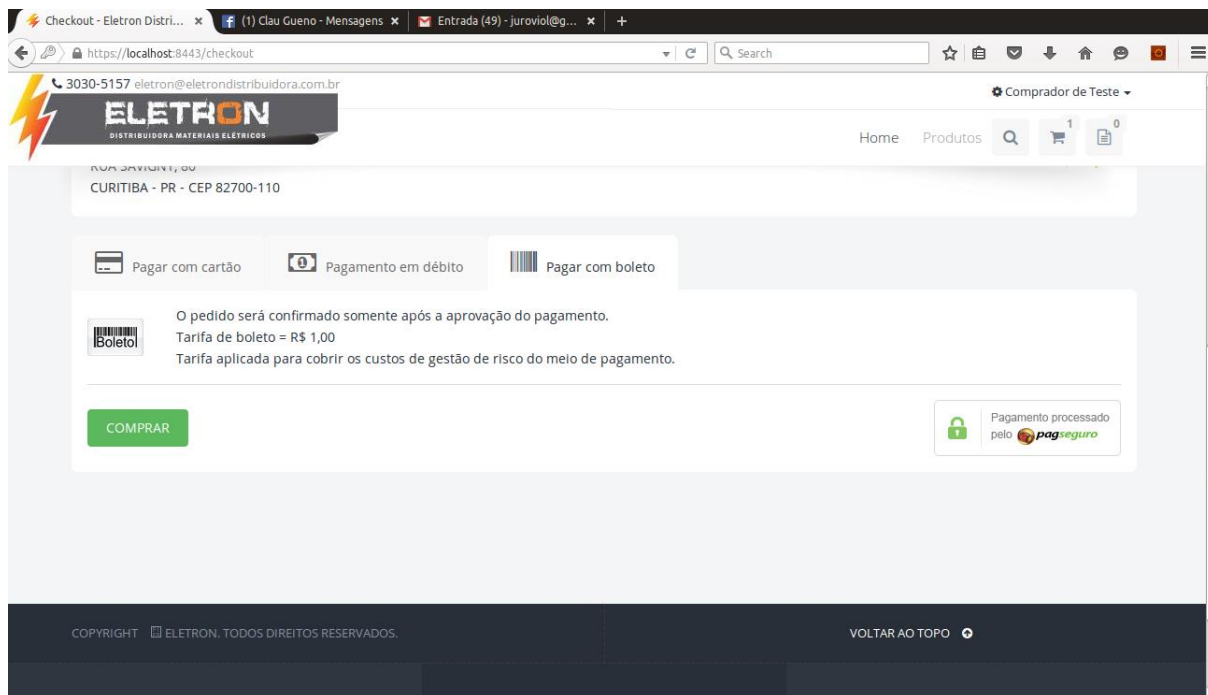 Checkout - Eletron Distri...
(1) Clau Gueno - Mensagens
Entrada (49) - juroviol@g...
https://localhost:8443/checkout
Search
3030-5157 eletron@eletrondistribuidora.com.br
Comprador de Teste
ELETRON
DISTRIBUIDORA MATERIAIS ELÉTRICOS
Home
Produtos
1
0
RUA SAVIGNY, 80
CURITIBA - PR - CEP 82700-110
Pagar com cartão
Pagamento em débito
Pagar com boleto
Boleto
O pedido será confirmado somente após a aprovação do pagamento.
Tarifa de boleto = R$ 1,00
Tarifa aplicada para cobrir os custos de gestão de risco do meio de pagamento.
COMPRAR
Pagamento processado
pelo pagseguro
COPYRIGHT ELETRON. TODOS DIREITOS RESERVADOS.
VOLTAR AO TOPO